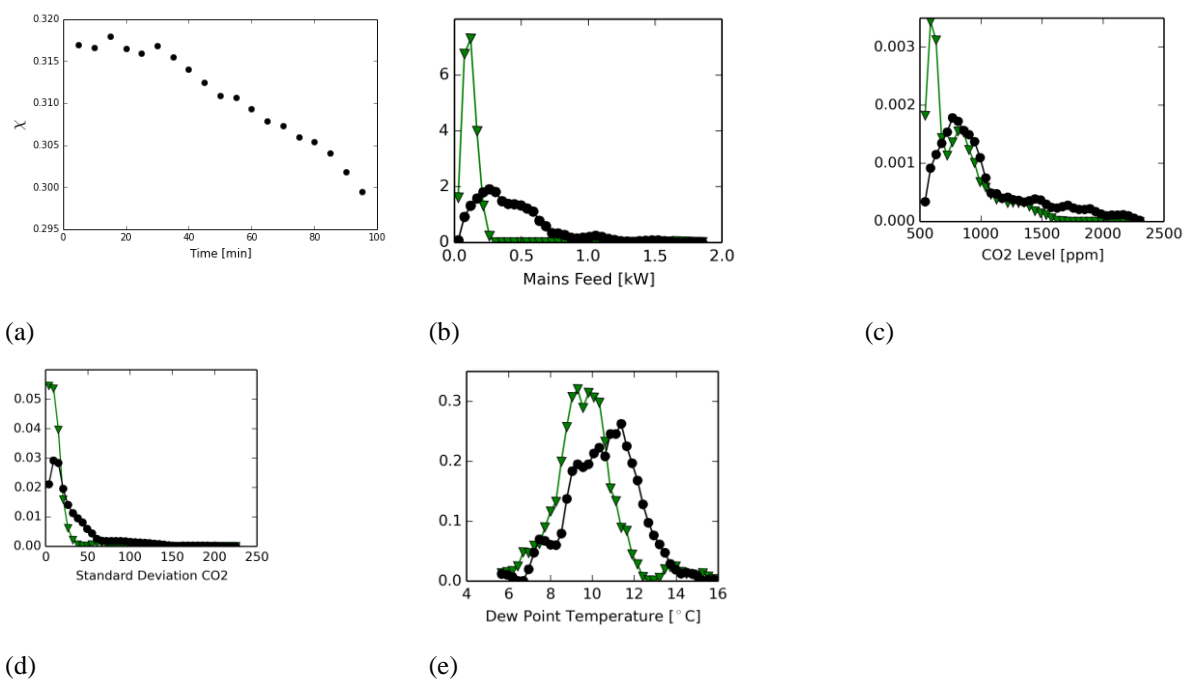 0.320
0.315
0.310
0.305
0.300
0.295
χ
0 20 40 60 80 100
Time [min]
6
4
2
0
0.0 0.5 1.0 1.5 2.0
Mains Feed [kW]
0.003
0.002
0.001
0.000
500 1000 1500 2000 2500
CO2 Level [ppm]
(a)
(b)
(c)
0.05
0.04
0.03
0.02
0.01
0.00
0 50 100 150 200 250
Standard Deviation CO2
0.3
0.2
0.1
0.0
4 6 8 10 12 14 16
Dew Point Temperature [°C]
(d)
(e)